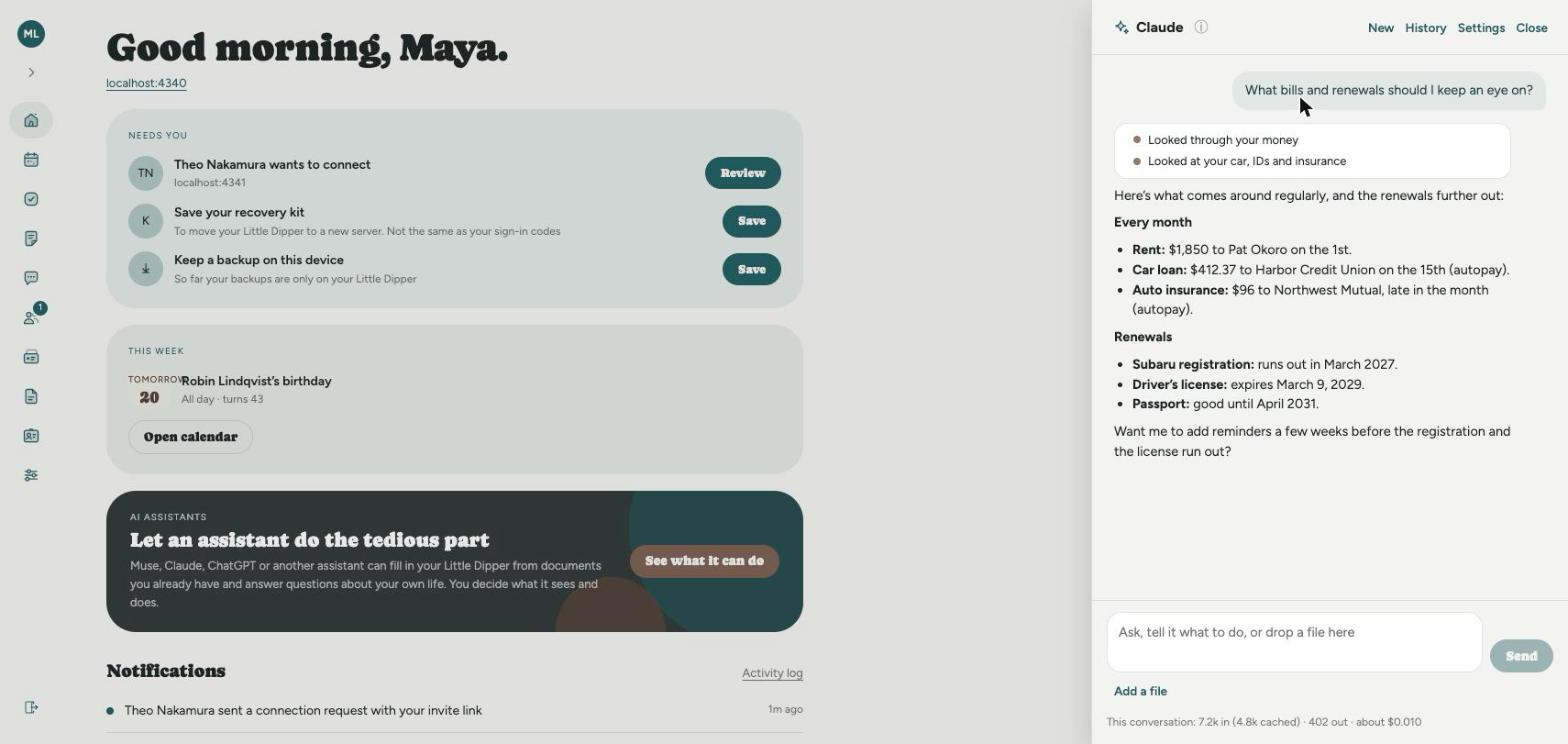 ML
Good morning, Maya.
localhost:4340
NEEDS YOU
TN
Theo Nakamura wants to connect
localhost:4341
Review
K
Save your recovery kit
To move your Little Dipper to a new server. Not the same as your sign-in codes
Save
Keep a backup on this device
So far your backups are only on your Little Dipper
Save
1
THIS WEEK
TOMORROW
20
Robin Lindqvist's birthday
All day · turns 43
Open calendar
AI ASSISTANTS
Let an assistant do the tedious part
Muse, Claude, ChatGPT or another assistant can fill in your Little Dipper from documents
you already have and answer questions about your own life. You decide what it sees and
does.
See what it can do
Notifications
Activity log
Theo Nakamura sent a connection request with your invite link
1m ago
Claude
New
History
Settings
Close
What bills and renewals should I keep an eye on?
Looked through your money
Looked at your car, IDs and insurance
Here's what comes around regularly, and the renewals further out:
Every month
• Rent: $1,850 to Pat Okoro on the 1st.
• Car loan: $412.37 to Harbor Credit Union on the 15th (autopay).
• Auto insurance: $96 to Northwest Mutual, late in the month
(autopay).
Renewals
• Subaru registration: runs out in March 2027.
• Driver's license: expires March 9, 2029.
• Passport: good until April 2031.
Want me to add reminders a few weeks before the registration and
the license run out?
Ask, tell it what to do, or drop a file here
Send
Add a file
This conversation: 7.2k in (4.8k cached) · 402 out · about $0.010